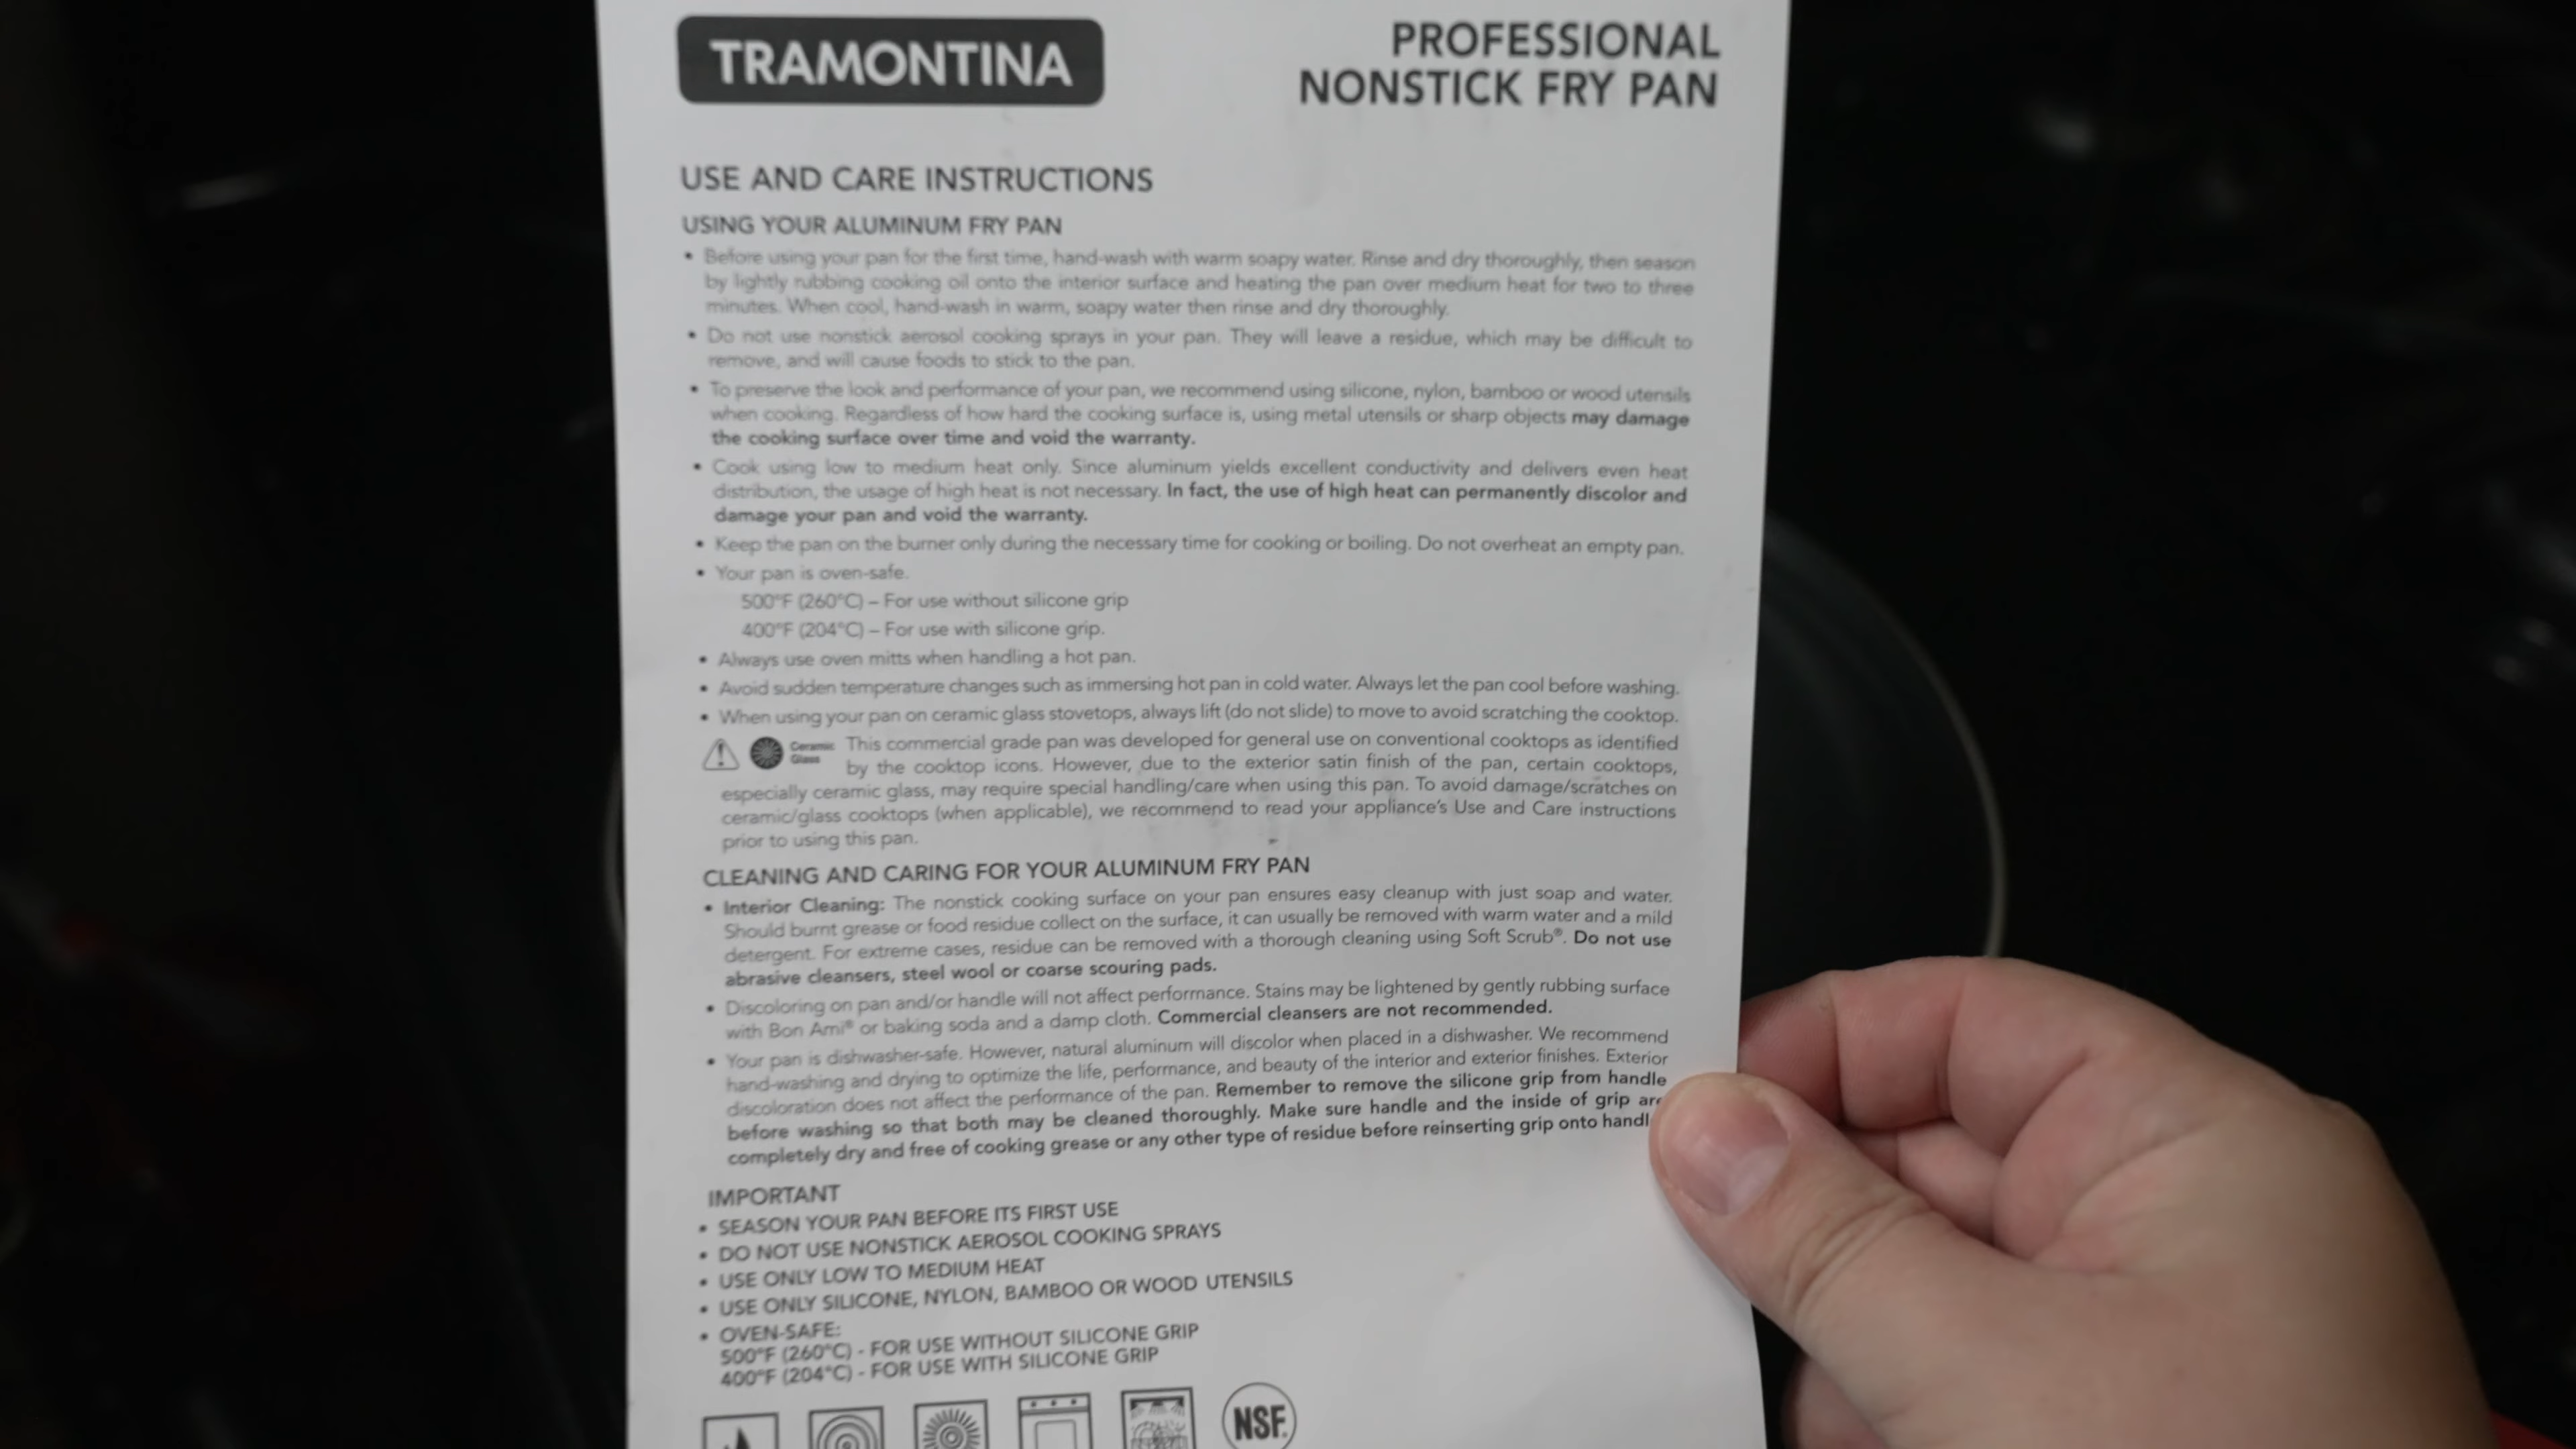 TRAMONTINA
PROFESSIONAL
NONSTICK FRY PAN
USE AND CARE INSTRUCTIONS
USING YOUR ALUMINUM FRY PAN
• Before using your pan for the first time, hand-wash with warm soapy water. Rinse and dry thoroughly, then season
by lightly rubbing cooking oil onto the interior surface and heating the pan over medium heat for two to three
minutes. When cool, hand-wash in warm, soapy water then rinse and dry thoroughly.
• Do not use nonstick aerosol cooking sprays in your pan. They will leave a residue, which may be difficult to
remove, and will cause foods to stick to the pan.
• To preserve the look and performance of your pan, we recommend using silicone, nylon, bamboo or wood utensils
when cooking. Regardless of how hard the cooking surface is, using metal utensils or sharp objects may damage
the cooking surface over time and void the warranty.
• Cook using low to medium heat only. Since aluminum yields excellent conductivity and delivers even heat
distribution, the usage of high heat is not necessary. In fact, the use of high heat can permanently discolor and
damage your pan and void the warranty.
• Keep the pan on the burner only during the necessary time for cooking or boiling. Do not overheat an empty pan.
• Your pan is oven-safe.
500°F (260°C) – For use without silicone grip
400°F (204°C) – For use with silicone grip.
• Always use oven mitts when handling a hot pan.
• Avoid sudden temperature changes such as immersing hot pan in cold water. Always let the pan cool before washing.
• When using your pan on ceramic glass stovetops, always lift (do not slide) to move to avoid scratching the cooktop.
Ceramic
Glass
This commercial grade pan was developed for general use on conventional cooktops as identified
by the cooktop icons. However, due to the exterior satin finish of the pan, certain cooktops,
especially ceramic glass, may require special handling/care when using this pan. To avoid damage/scratches on
ceramic/glass cooktops (when applicable), we recommend to read your appliance's Use and Care instructions
prior to using this pan.
CLEANING AND CARING FOR YOUR ALUMINUM FRY PAN
• Interior Cleaning: The nonstick cooking surface on your pan ensures easy cleanup with just soap and water.
Should burnt grease or food residue collect on the surface, it can usually be removed with warm water and a mild
detergent. For extreme cases, residue can be removed with a thorough cleaning using Soft Scrub®. Do not use
abrasive cleansers, steel wool or coarse scouring pads.
• Discoloring on pan and/or handle will not affect performance. Stains may be lightened by gently rubbing surface
with Bon Ami® or baking soda and a damp cloth. Commercial cleansers are not recommended.
• Your pan is dishwasher-safe. However, natural aluminum will discolor when placed in a dishwasher. We recommend
hand-washing and drying to optimize the life, performance, and beauty of the interior and exterior finishes. Exterior
discoloration does not affect the performance of the pan. Remember to remove the silicone grip from handle
before washing so that both may be cleaned thoroughly. Make sure handle and the inside of grip are
completely dry and free of cooking grease or any other type of residue before reinserting grip onto handl
IMPORTANT
• SEASON YOUR PAN BEFORE ITS FIRST USE
• DO NOT USE NONSTICK AEROSOL COOKING SPRAYS
• USE ONLY LOW TO MEDIUM HEAT
• USE ONLY SILICONE, NYLON, BAMBOO OR WOOD UTENSILS
• OVEN-SAFE:
500°F (260°C) - FOR USE WITHOUT SILICONE GRIP
400°F (204°C) - FOR USE WITH SILICONE GRIP
NSF.